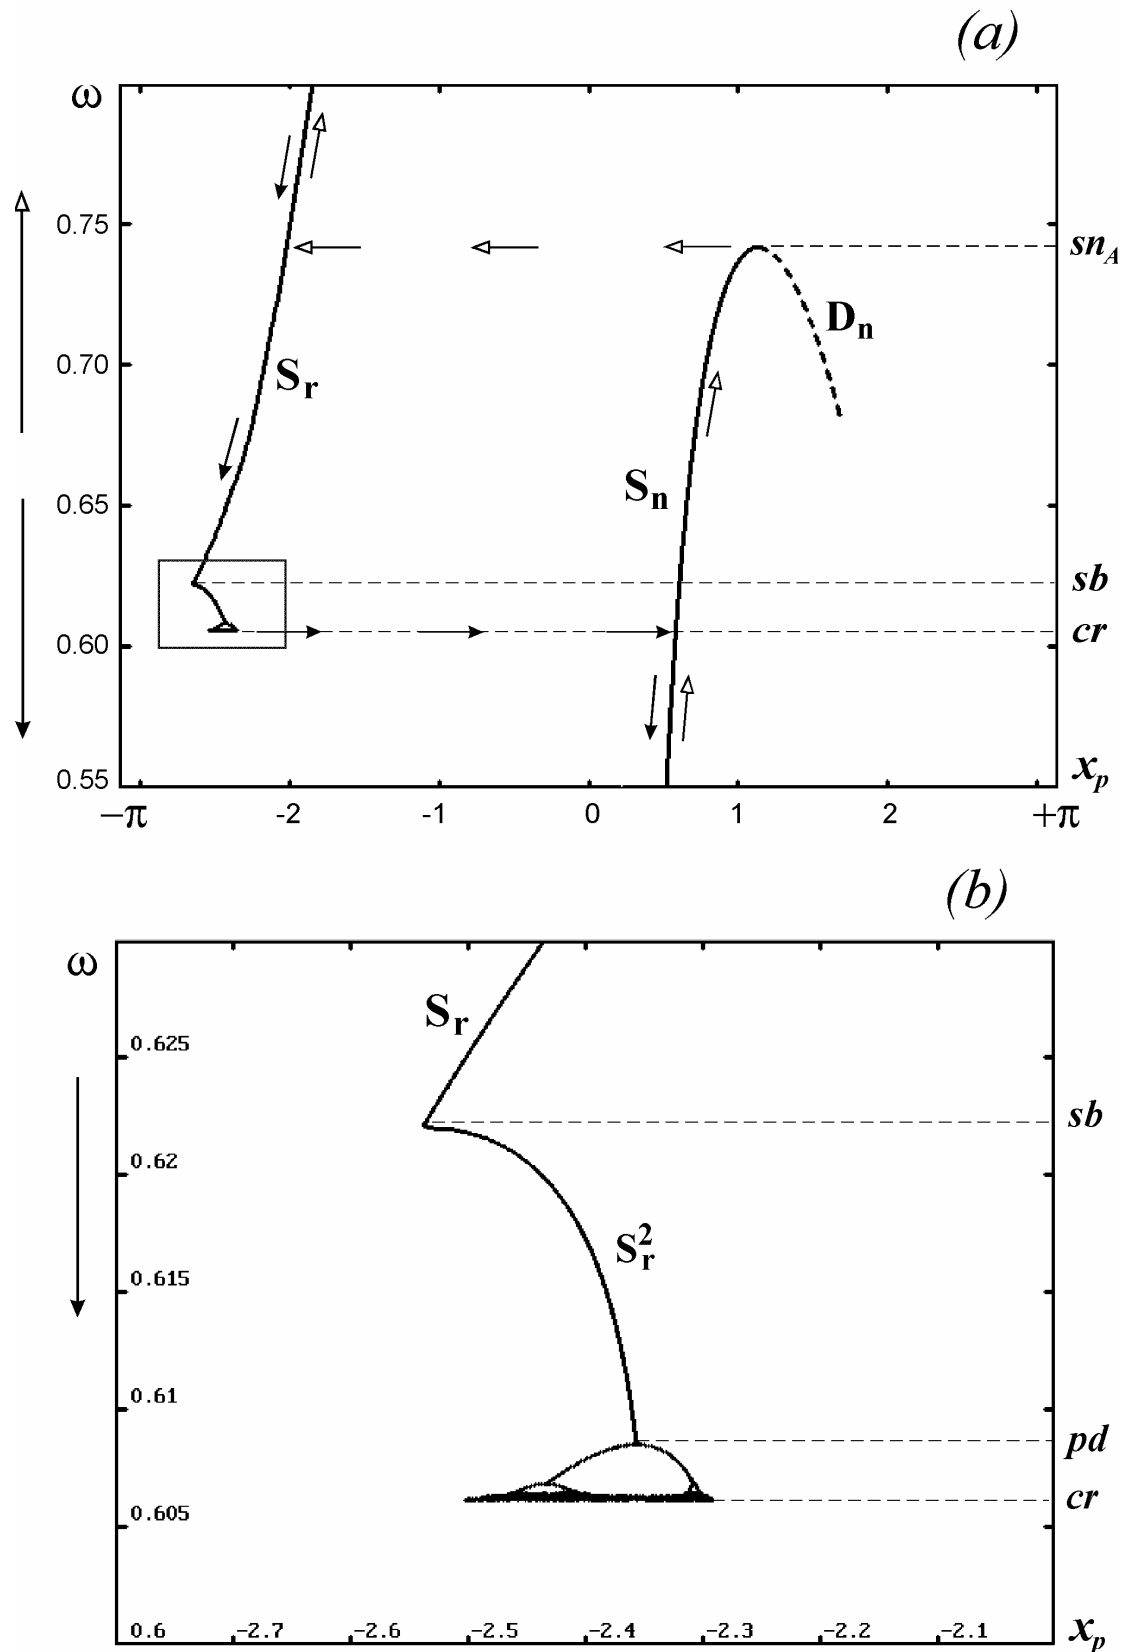 (a)
ω
0.75
sn_A
D_n
0.70
S_r
S_n
0.65
sb
cr
0.60
0.55
x_p
−π -2 -1 0 1 2 +π
(b)
ω
S_r
0.625
sb
0.62
S_r^2
0.615
0.61
pd
cr
0.605
0.6 -2.7 -2.6 -2.5 -2.4 -2.3 -2.2 -2.1 x_p